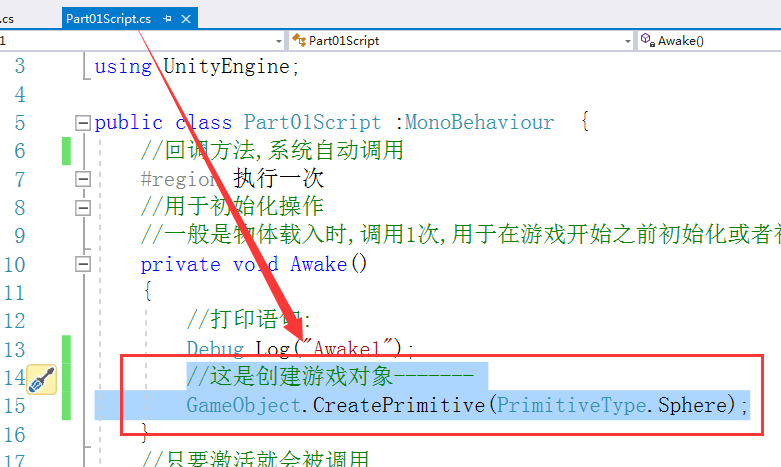 .cs
Part01Script.cs
1
Part01Script
Awake()
3 using UnityEngine;
4
5 public class Part01Script :MonoBehaviour {
6 //回调方法,系统自动调用
7 #region 执行一次
8 //用于初始化操作
9 //一般是物体载入时,调用1次,用于在游戏开始之前初始化或者
10 private void Awake()
11 {
12 //打印语句:
13 Debug.Log("Awake1");
14 //这是创建游戏对象-------
15 GameObject.CreatePrimitive(PrimitiveType.Sphere);
16 }
17 //只要激活就会被调用